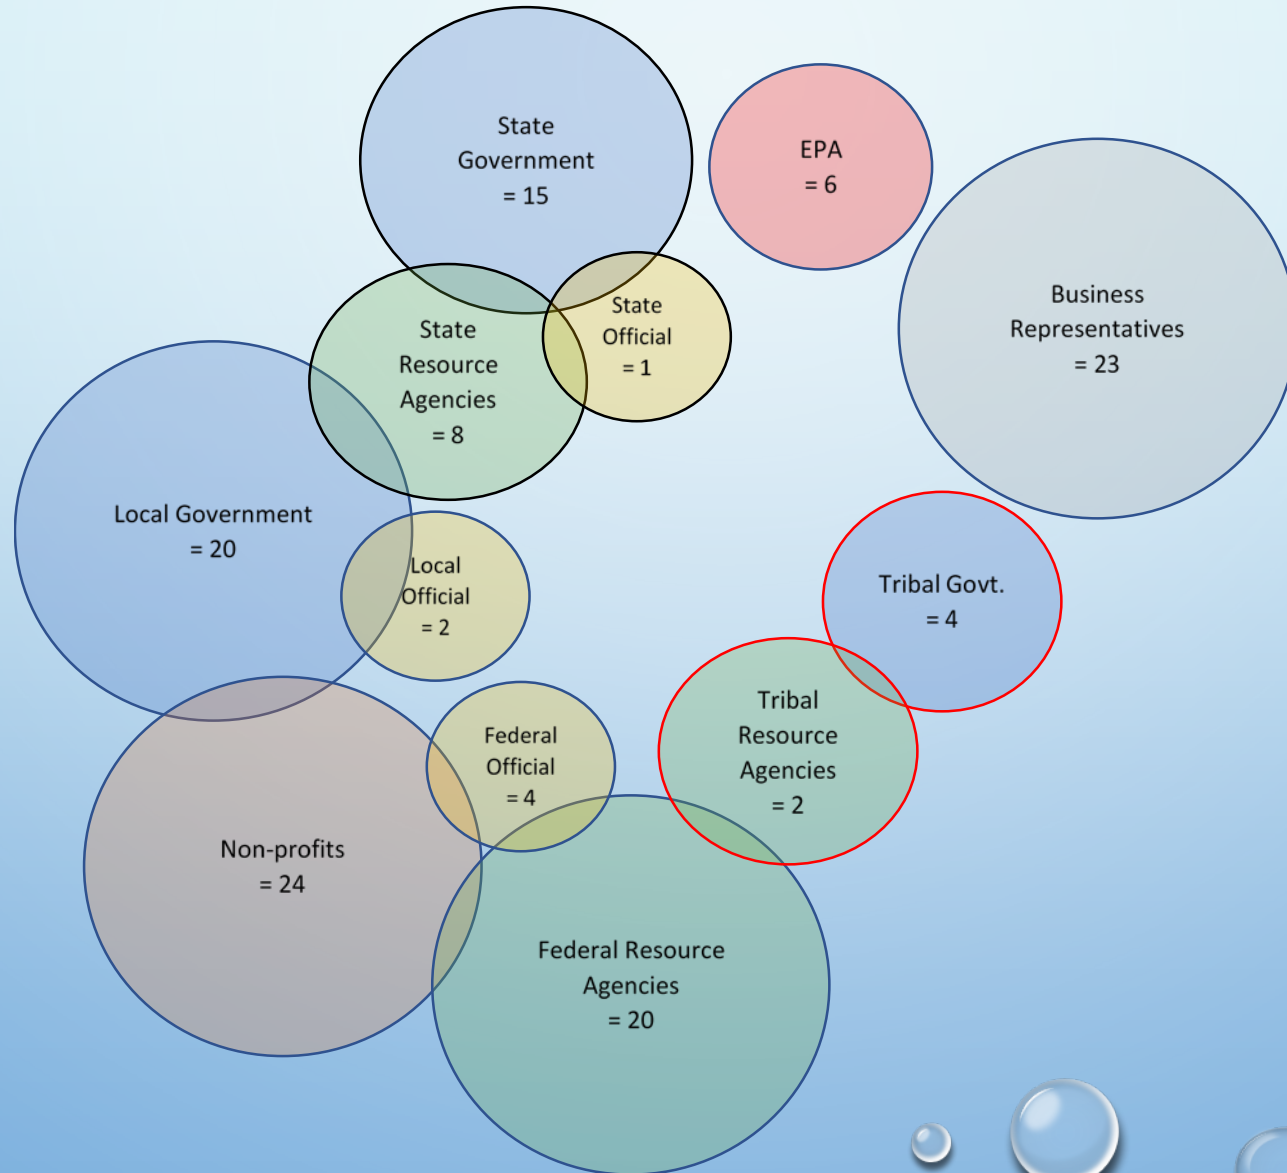 State
Government
= 15
EPA
= 6
Business
Representatives
= 23
State
Official
= 1
State
Resource
Agencies
= 8
Local Government
= 20
Local
Official
= 2
Tribal Govt.
= 4
Tribal
Resource
Agencies
= 2
Federal
Official
= 4
Non-profits
= 24
Federal Resource
Agencies
= 20